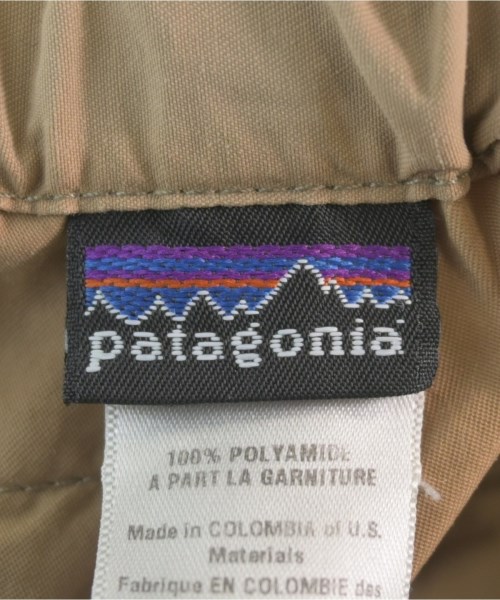 patagonia
100% POLYAMIDE
A PART LA GARNITURE
Made in COLOMBIA of U.S.
Materials
Fabrique EN COLOMBIE des